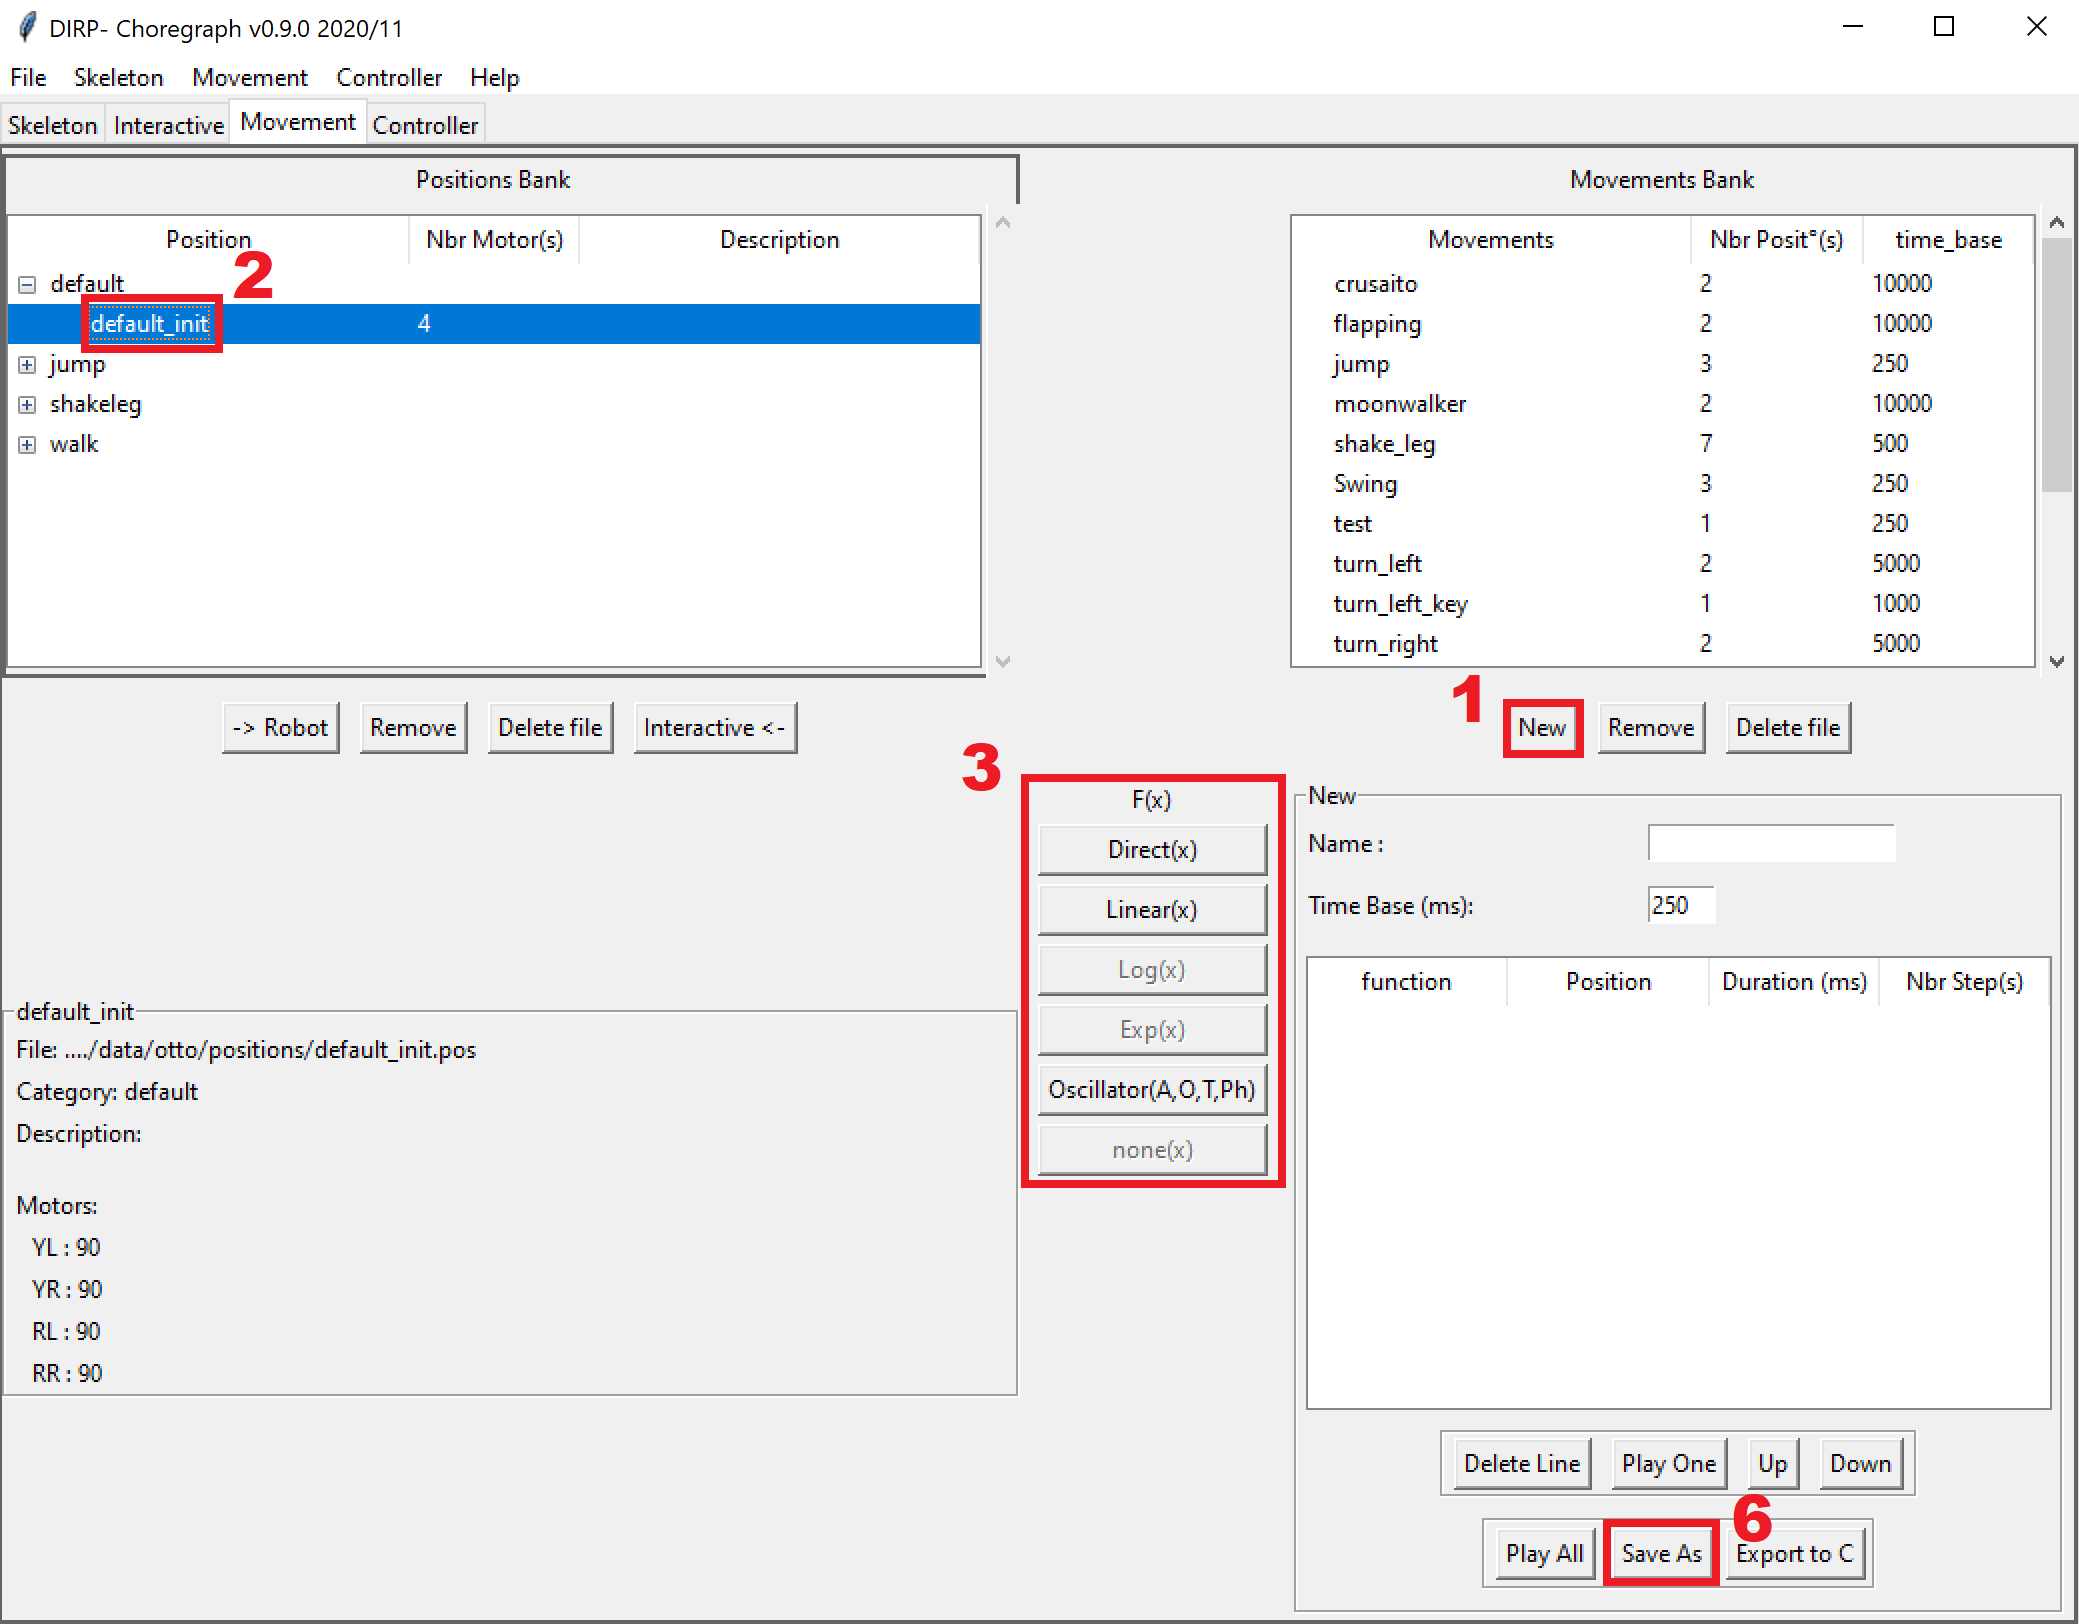 DIRP- Choregraph v0.9.0 2020/11
File Skeleton Movement Controller Help
Skeleton Interactive Movement Controller
Positions Bank
Position Nbr Motor(s) Description
2
default
default_init 4
jump
shakeleg
walk
-> Robot Remove Delete file Interactive <-
Movements Bank
Movements Nbr Posit°(s) time_base
crusaito 2 10000
flapping 2 10000
jump 3 250
moonwalker 2 10000
shake_leg 7 500
Swing 3 250
test 1 250
turn_left 2 5000
turn_left_key 1 1000
turn_right 2 5000
1
New Remove Delete file
3
F(x)
Direct(x)
Linear(x)
Log(x)
Exp(x)
Oscillator(A,O,T,Ph)
none(x)
New
Name :
Time Base (ms): 250
function Position Duration (ms) Nbr Step(s)
default_init
File: ..../data/otto/positions/default_init.pos
Category: default
Description:
Motors:
YL : 90
YR : 90
RL : 90
RR : 90
Delete Line Play One Up Down
6
Play All Save As Export to C